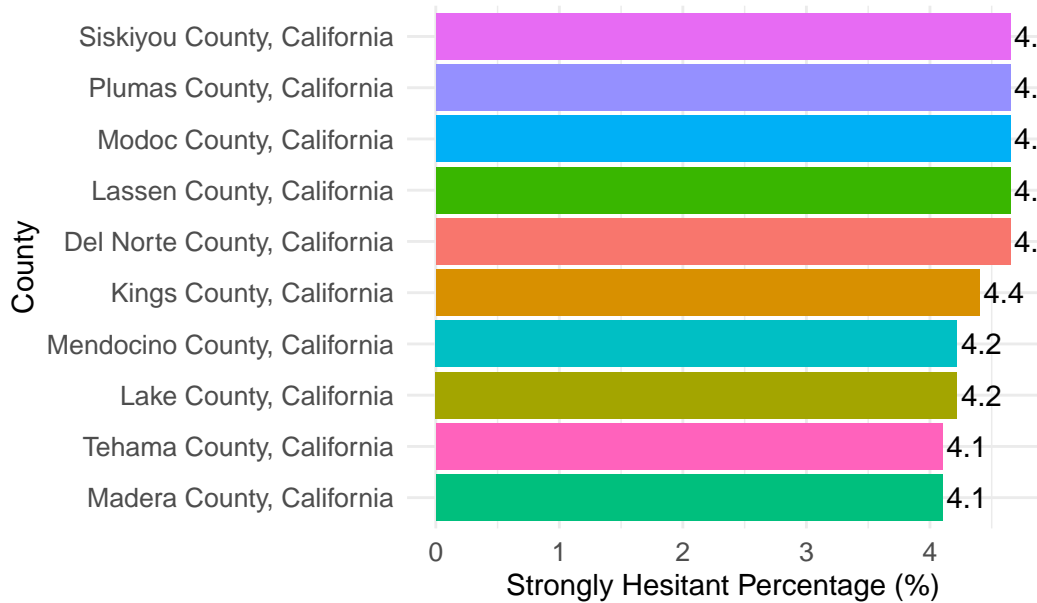 County
Siskiyou County, California 4.
Plumas County, California 4.
Modoc County, California 4.
Lassen County, California 4.
Del Norte County, California 4.
Kings County, California 4.4
Mendocino County, California 4.2
Lake County, California 4.2
Tehama County, California 4.1
Madera County, California 4.1
0 1 2 3 4
Strongly Hesitant Percentage (%)